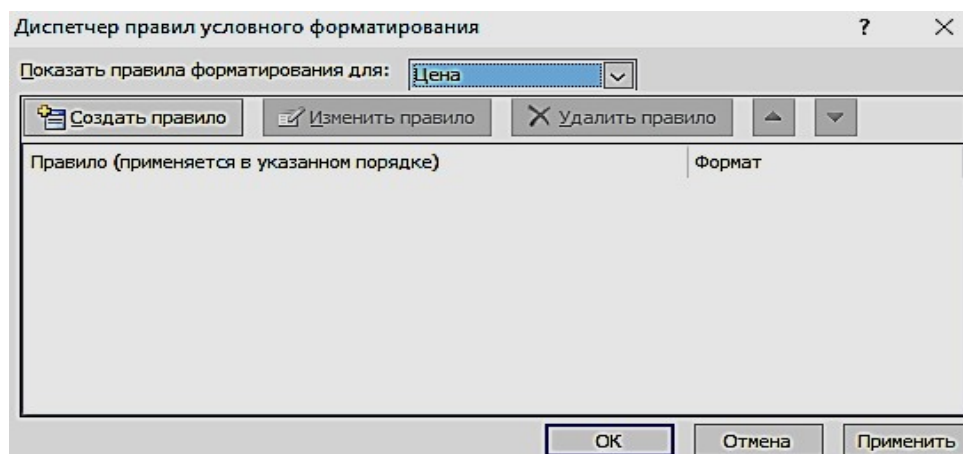 Диспетчер правил условного форматирования ?
Показать правила форматирования для: Цена
Создать правило Изменить правило Удалить правило
Правило (применяется в указанном порядке) Формат
ОК Отмена Применить